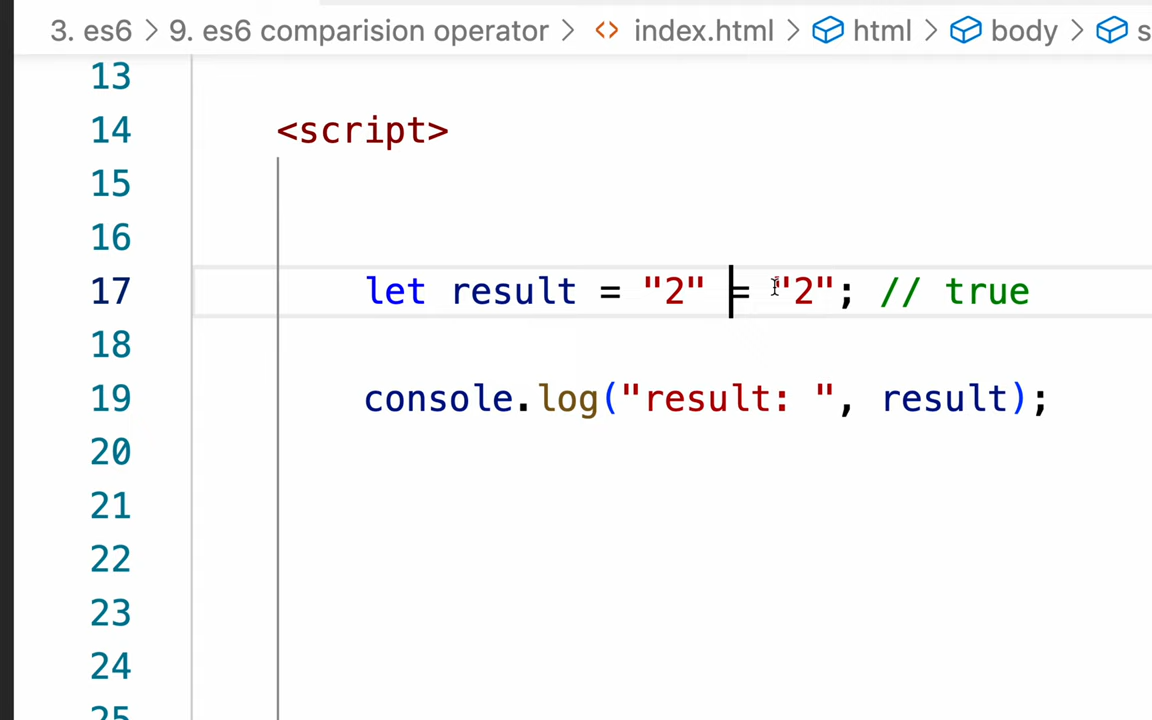 3. es6 > 9. es6 comparision operator > <> index.html > html > body > s
13
14 <script>
15
16
17 let result = "2" = "2"; // true
18
19 console.log("result: ", result);
20
21
22
23
24
25